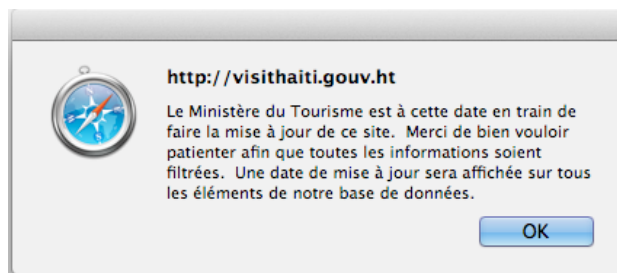 http://visithaiti.gouv.ht
Le Ministère du Tourisme est à cette date en train de
faire la mise à jour de ce site.  Merci de bien vouloir
patienter afin que toutes les informations soient
filtrées.  Une date de mise à jour sera affichée sur tous
les éléments de notre base de données.
OK